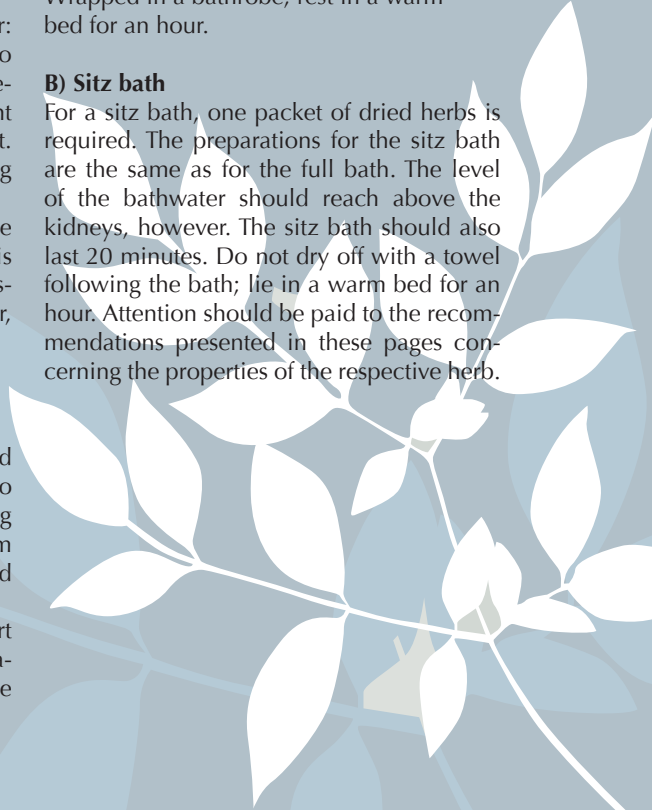 Wrapped in a bathrobe, rest in a warm
bed for an hour.
B) Sitz bath
For a sitz bath, one packet of dried herbs is
required. The preparations for the sitz bath
are the same as for the full bath. The level
of the bathwater should reach above the
kidneys, however. The sitz bath should also
last 20 minutes. Do not dry off with a towel
following the bath; lie in a warm bed for an
hour. Attention should be paid to the recom-
mendations presented in these pages con-
cerning the properties of the respective herb.